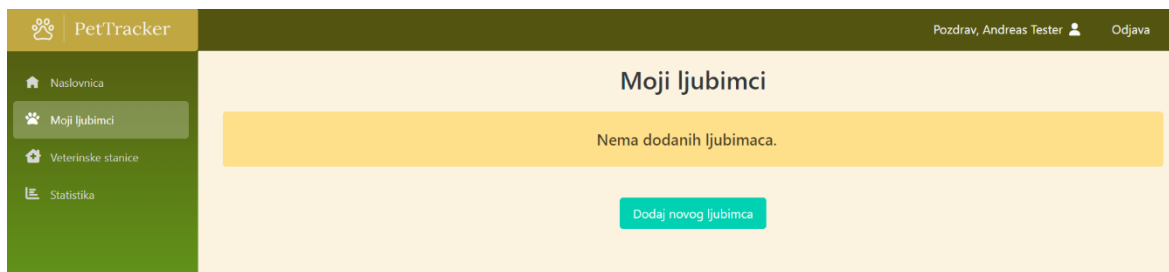 PetTracker
Pozdrav, Andreas Tester
Odjava
Naslovnica
Moji ljubimci
Veterinske stanice
Statistika
Moji ljubimci
Nema dodanih ljubimaca.
Dodaj novog ljubimca